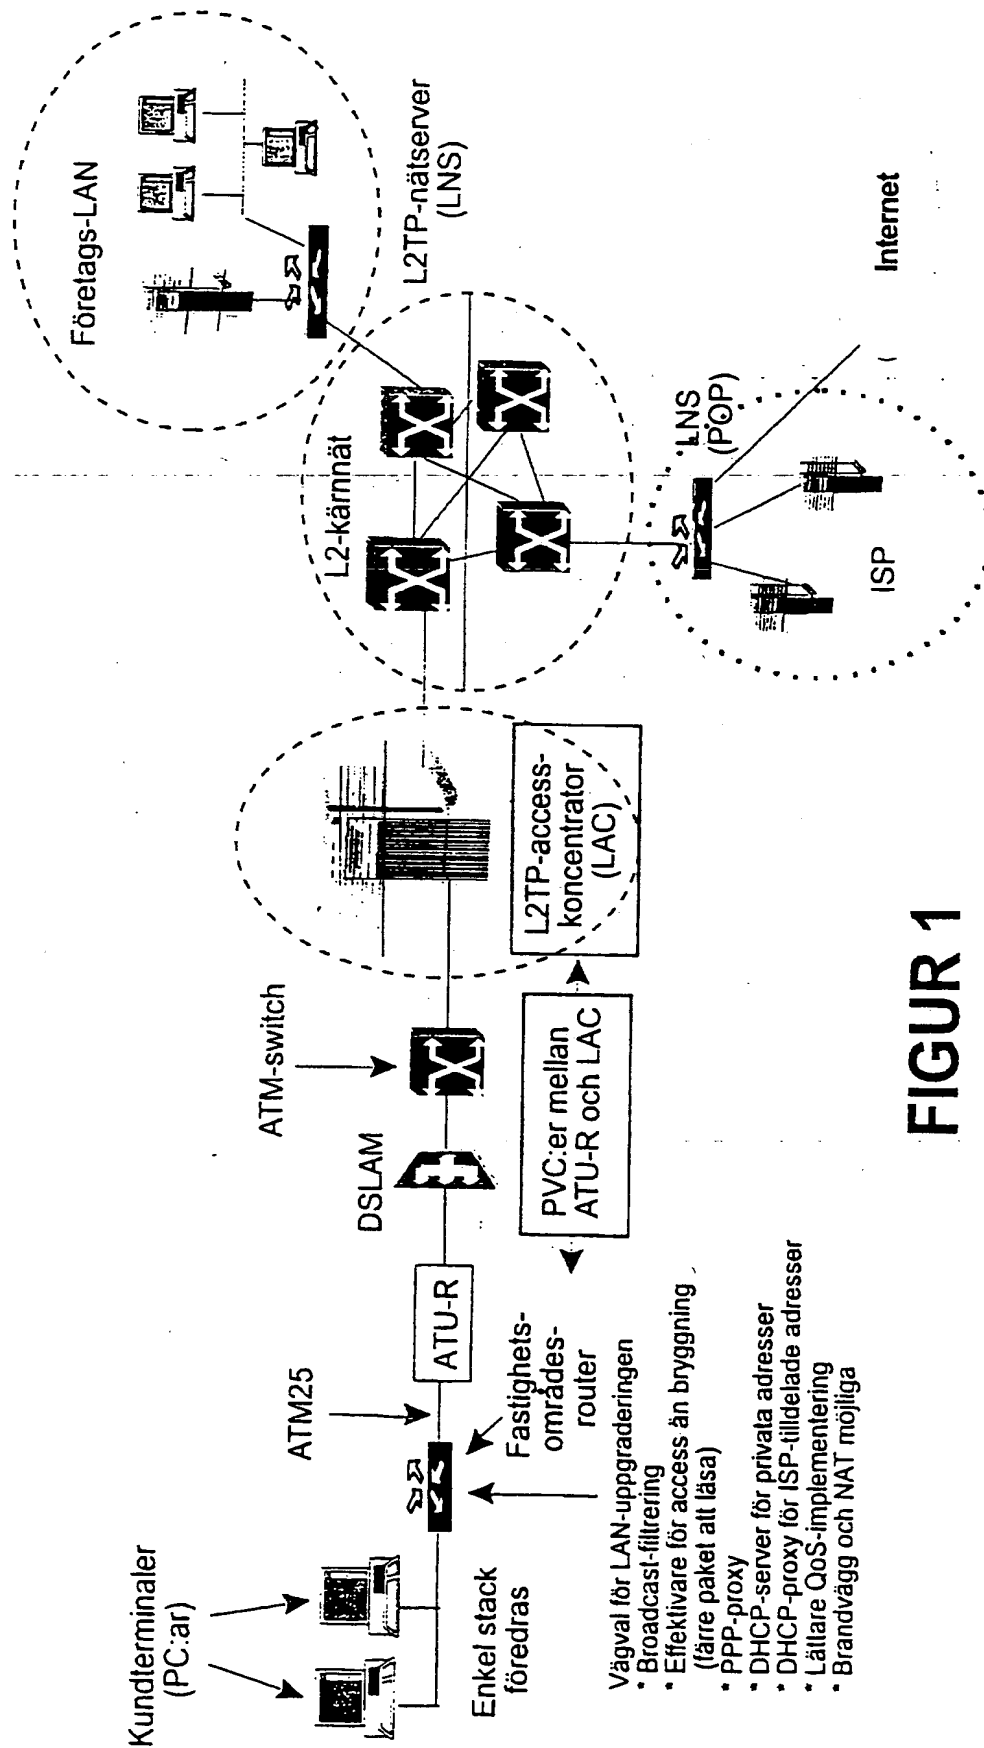 Kundterminaler
(PC:ar)
Enkel stack
föredras
ATM25
Fastighets-
områdes-
router
ATU-R
DSLAM
ATM-switch
PVC:er mellan
ATU-R och LAC
L2TP-access-
koncentrator
(LAC)
L2-kärnnät
Företags-LAN
L2TP-nätserver
(LNS)
LNS
(POP)
ISP
Internet
Vägval för LAN-uppgraderingen
* Broadcast-filtrering
* Effektivare för access än bryggning
(färre paket att läsa)
* PPP-proxy
* DHCP-server för privata adresser
* DHCP-proxy för ISP-tilldelade adresser
* Lättare QoS-implementering
* Brandvägg och NAT möjliga
FIGUR 1